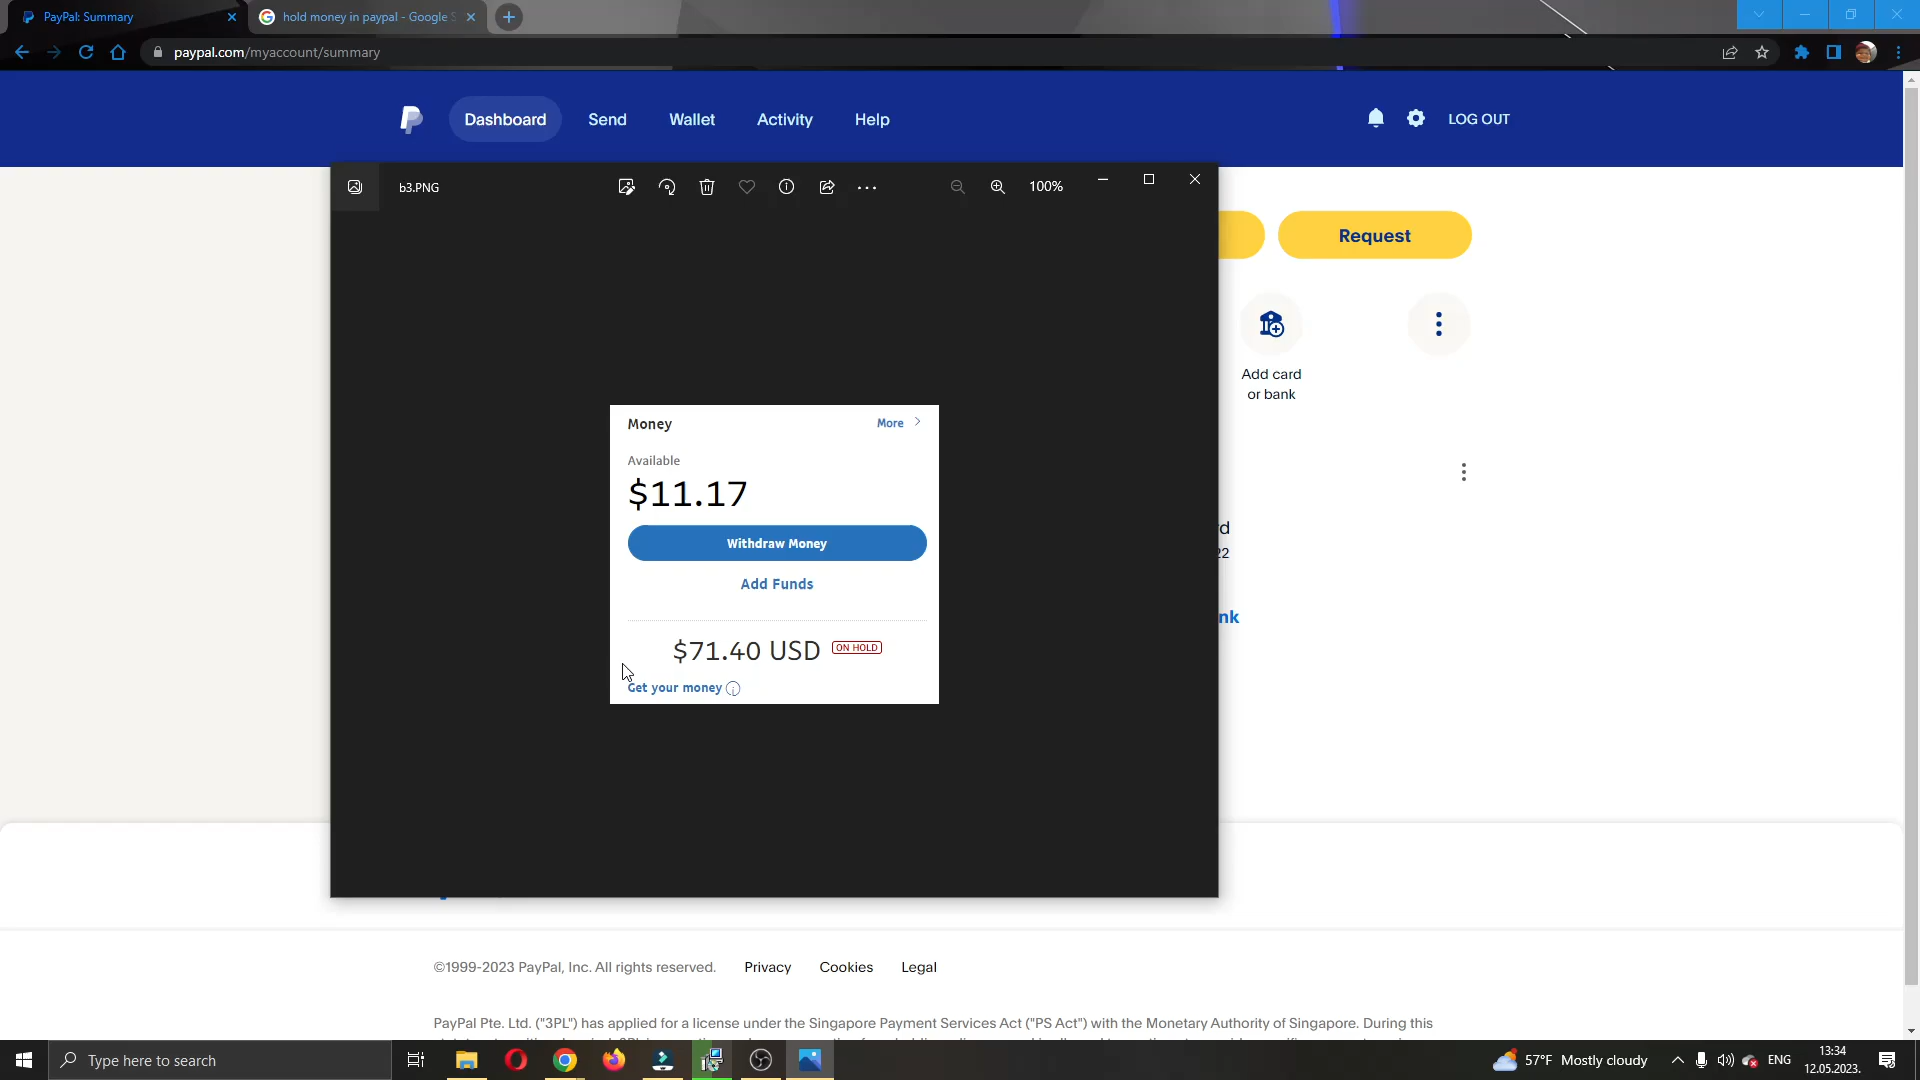 PayPal: Summary
hold money in paypal - Google S
paypal.com/myaccount/summary
Dashboard
Send
Wallet
Activity
Help
LOG OUT
b3.PNG
100%
Request
Add card
or bank
Money
More
Available
$11.17
Withdraw Money
Add Funds
$71.40 USD
ON HOLD
Get your money
22
©1999-2023 PayPal, Inc. All rights reserved.
Privacy
Cookies
Legal
PayPal Pte. Ltd. ("3PL") has applied for a license under the Singapore Payment Services Act ("PS Act") with the Monetary Authority of Singapore. During this
Type here to search
57°F Mostly cloudy
ENG
13:34
12.05.2023.